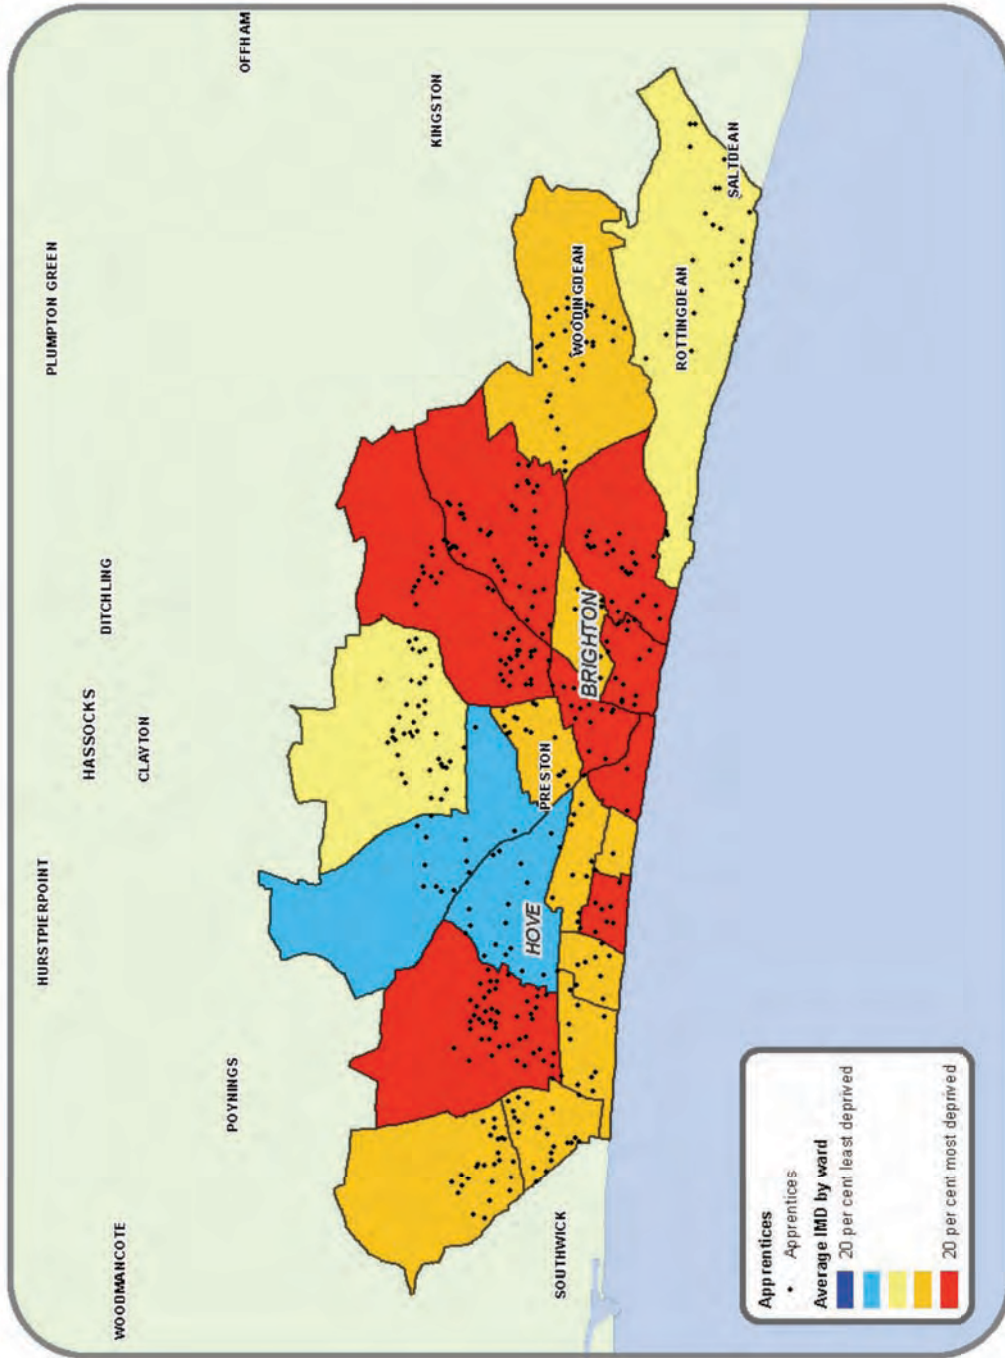 HURSTPIERPOINT
HASSOCKS
DITCHLING
PLUMPTON GREEN
WOODMANCOTE
CLAYTON
POYNINGS
OFFHAM
KINGSTON
HOVE
PRESTON
BRIGHTON
WOODINGDEAN
SOUTHWICK
ROTTINGDEAN
SALTDEAN
Apprentices
Apprentices
Average IMD by ward
20 per cent least deprived
20 per cent most deprived